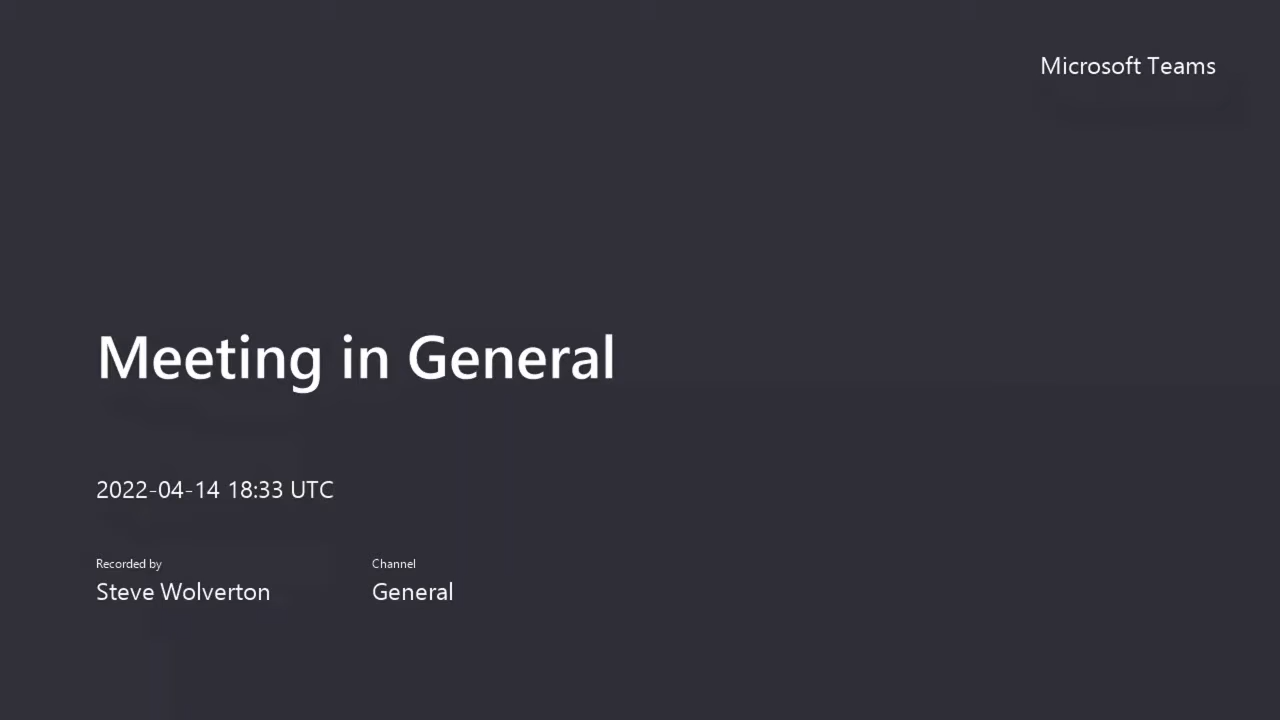 Microsoft Teams
Meeting in General
2022-04-14 18:33 UTC
Recorded by
Steve Wolverton
Channel
General